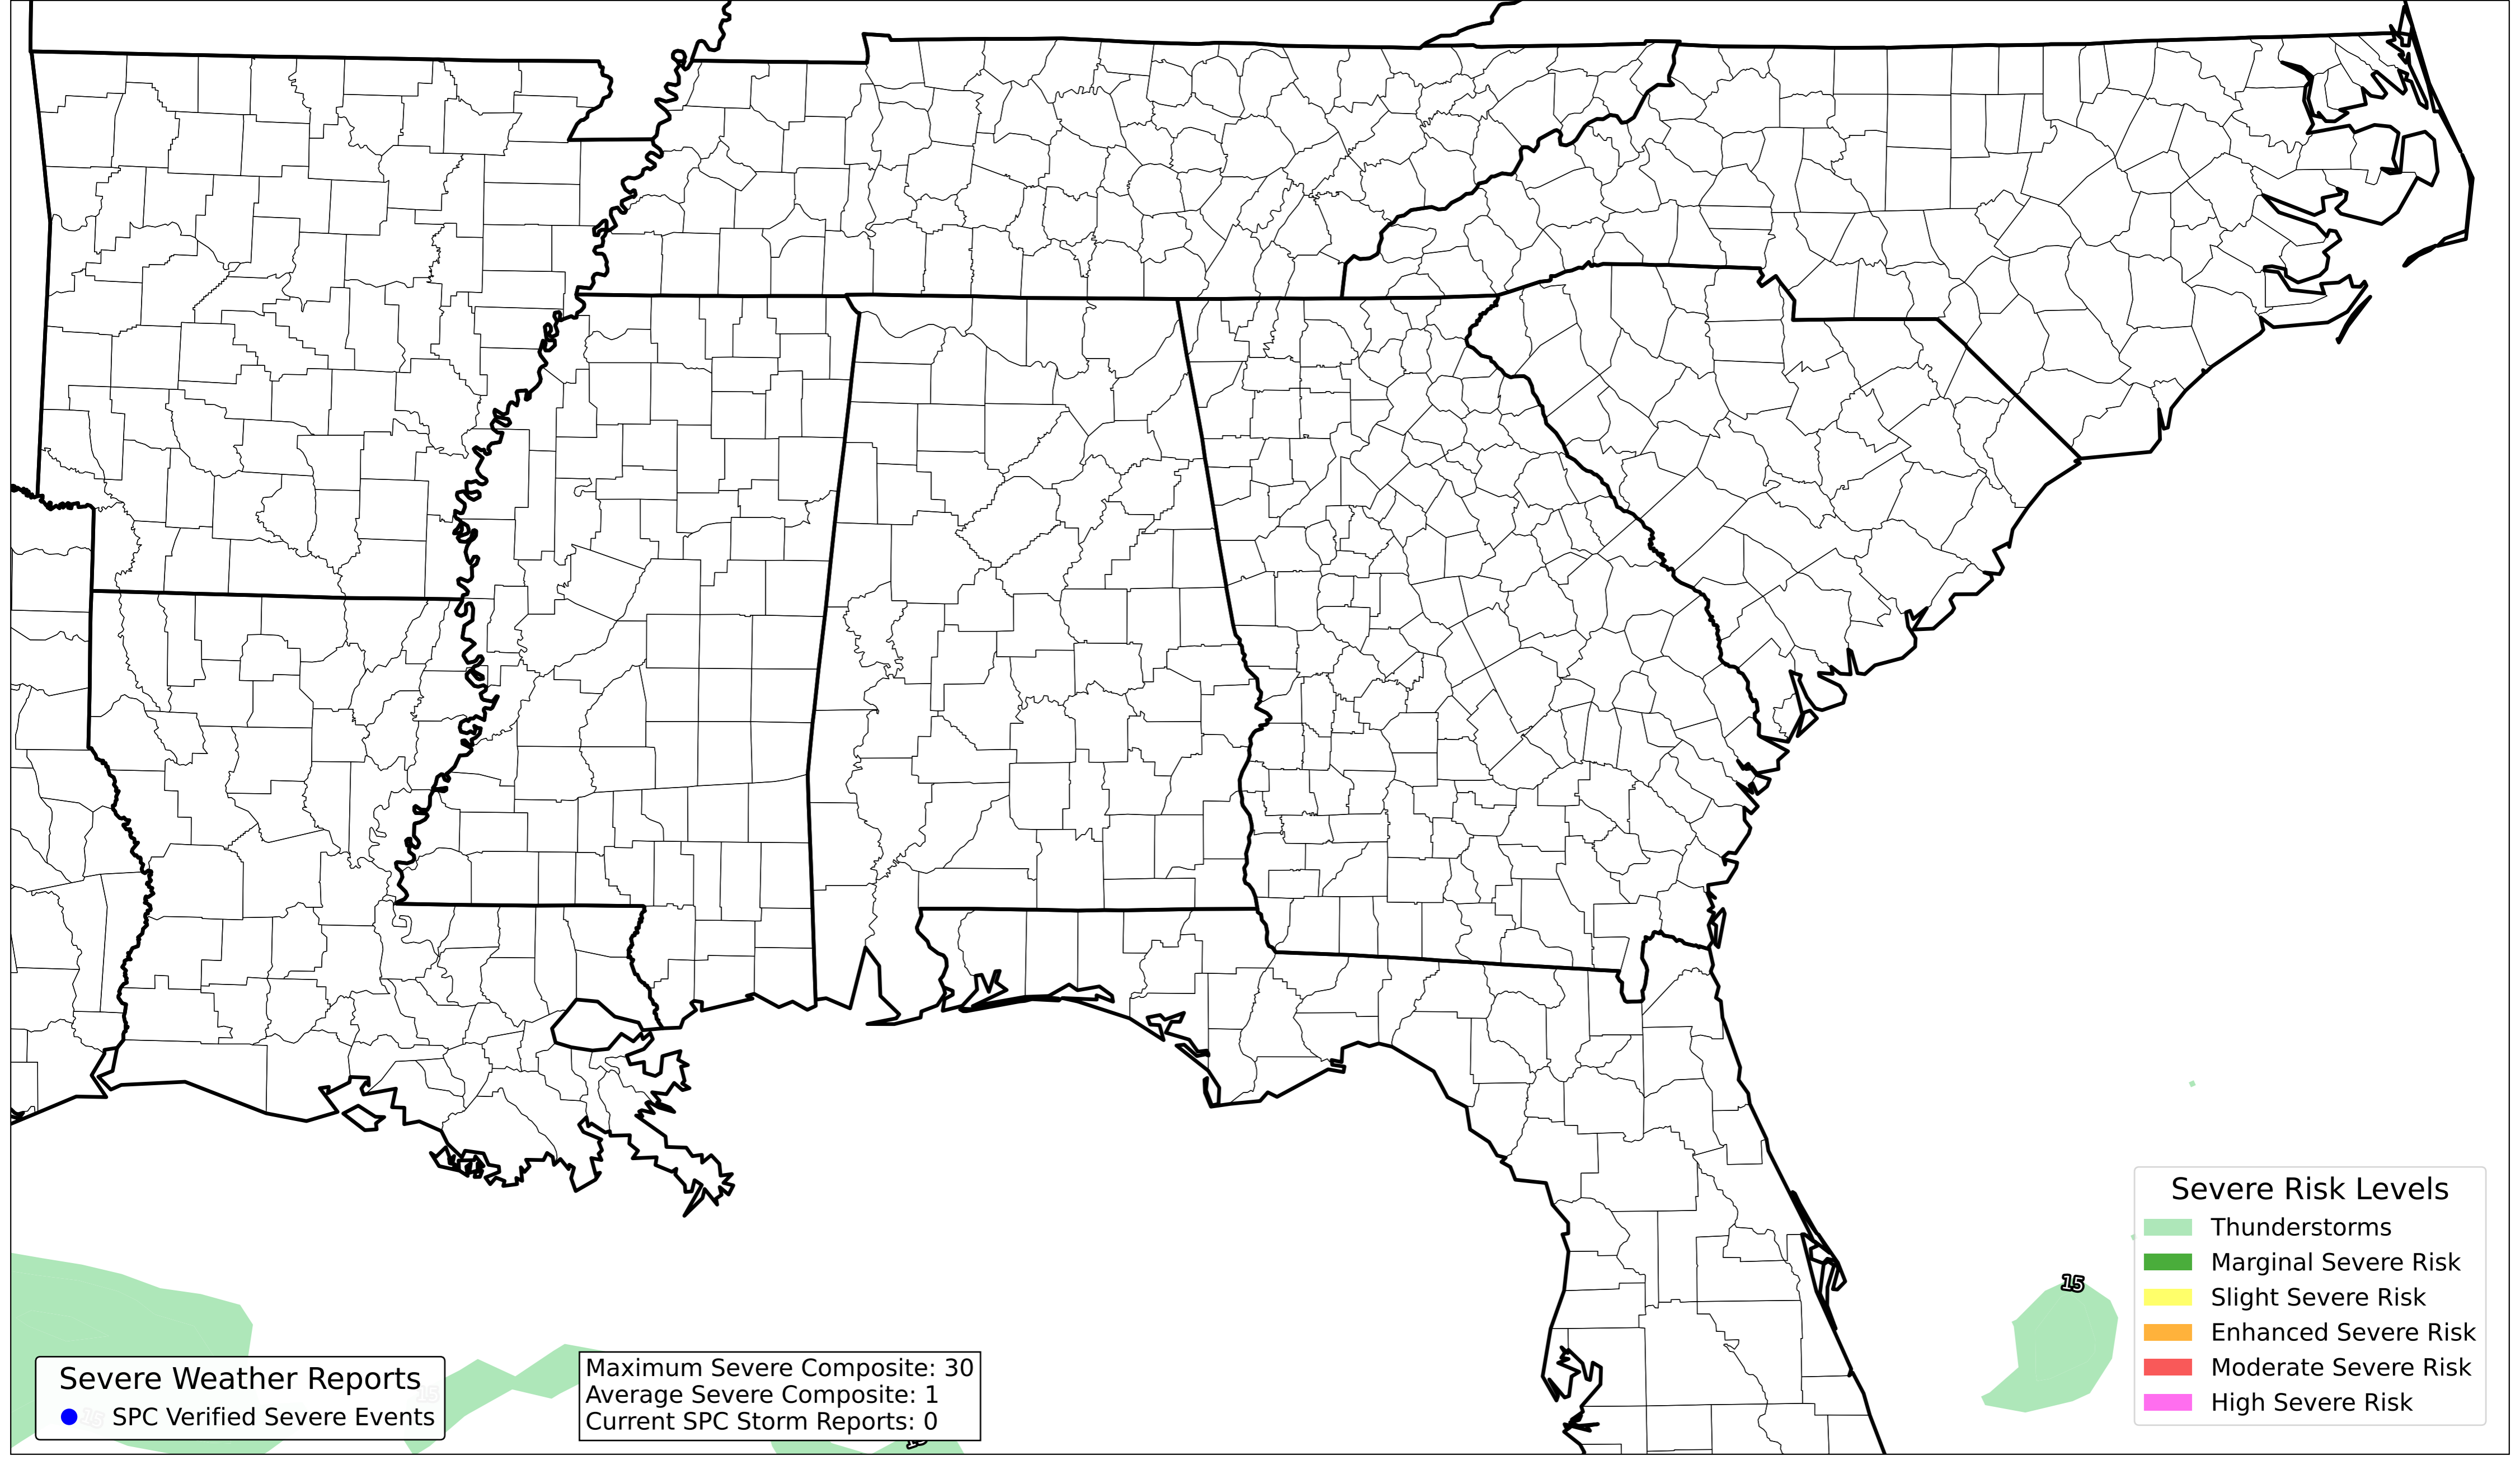 15
Severe Risk Levels
Thunderstorms
Marginal Severe Risk
Slight Severe Risk
Enhanced Severe Risk
Moderate Severe Risk
High Severe Risk
Severe Weather Reports
SPC Verified Severe Events
15
15
Maximum Severe Composite: 30
Average Severe Composite: 1
Current SPC Storm Reports: 0